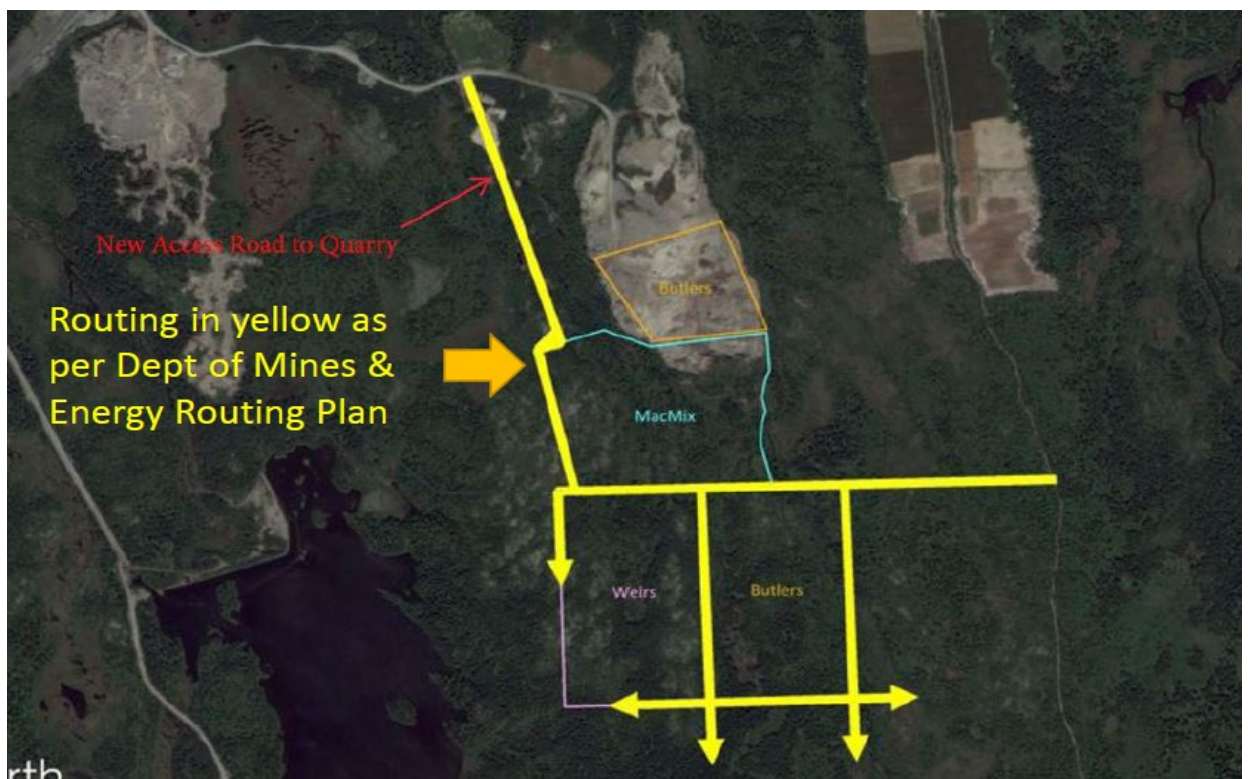 New Access Road to Quarry
Butlers
Routing in yellow as
per Dept of Mines &
Energy Routing Plan
MacMix
Weirs
Butlers
rth